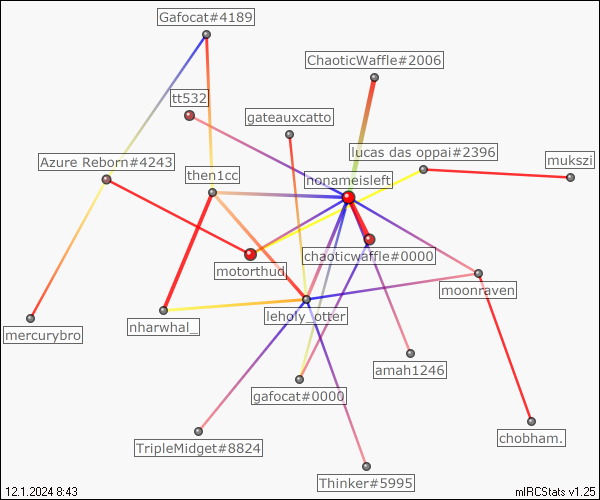 Gafocat#4189
ChaoticWaffle#2006
tt532
gateauxcatto
lucas das oppai#2396
Azure Reborn#4243
mukszi
then1cc
nonameisleft
chaoticwaffle#0000
motorthud
moonraven
leholy_otter
nharwhal_
mercurybro
amah1246
gafocat#0000
chobham.
TripleMidget#8824
Thinker#5995
12.1.2024 8:43
mIRCStats v1.25